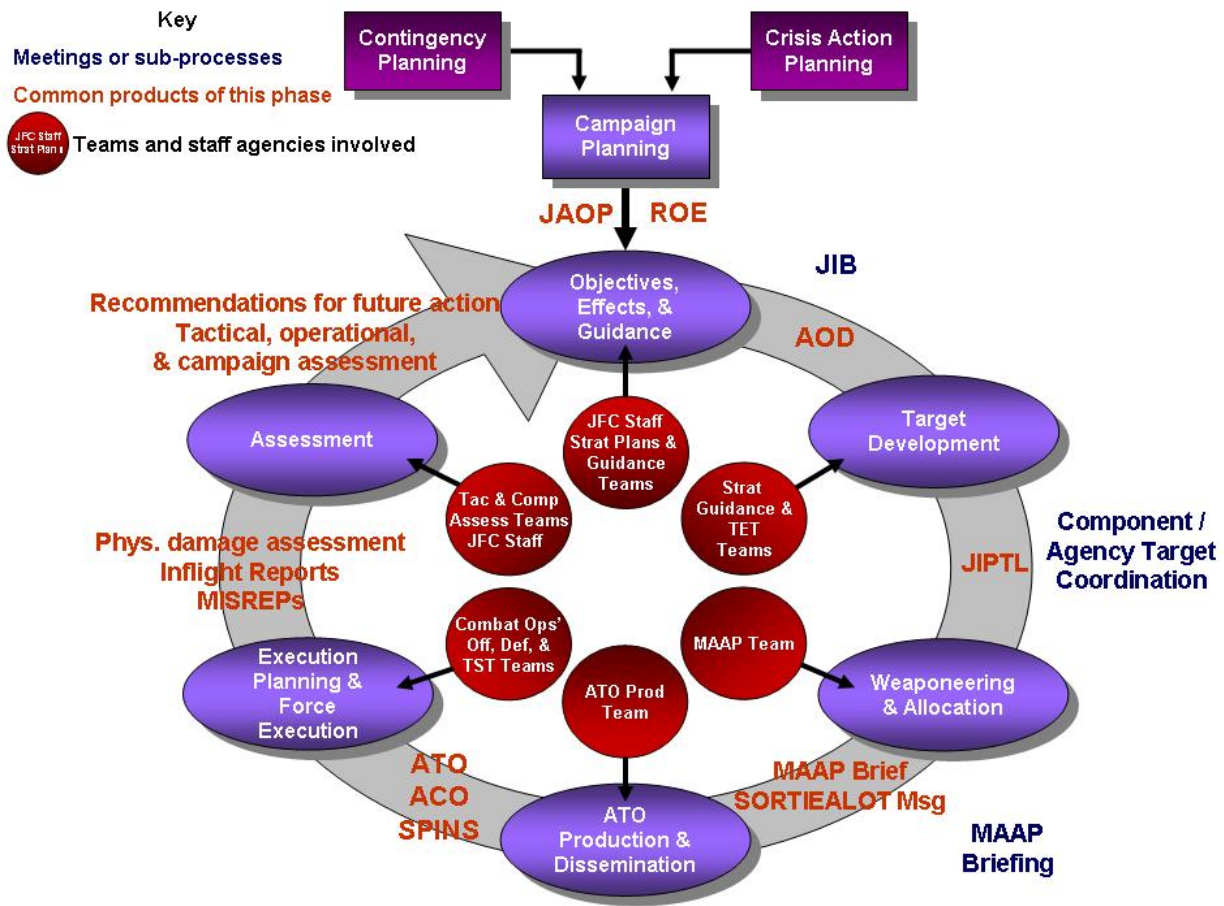 Key
Meetings or sub-processes
Common products of this phase
JFC Staff
Strat Plans
Teams and staff agencies involved
Contingency
Planning
Crisis Action
Planning
Campaign
Planning
JAOP
ROE
Objectives,
Effects, &
Guidance
JIB
AOD
Recommendations for future action
Tactical, operational,
& campaign assessment
Assessment
JFC Staff
Strat Plans &
Guidance
Teams
Target
Development
Tac & Comp
Assess Teams
JFC Staff
Strat
Guidance &
TET
Teams
Component /
Agency Target
Coordination
JIPTL
Phys. damage assessment
Inflight Reports
MISREPs
Combat Ops'
Off, Def, &
TST Teams
MAAP Team
ATO Prod
Team
Execution
Planning &
Force
Execution
Weaponeering
& Allocation
ATO
ACO
SPINS
MAAP Brief
SORTIEALOT Msg
ATO
Production &
Dissemination
MAAP
Briefing